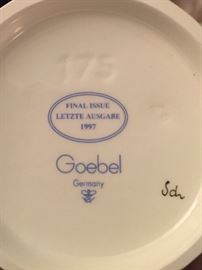 175
FINAL ISSUE
LETZTE AUSGABE
1997
Goebel
Germany
Sch